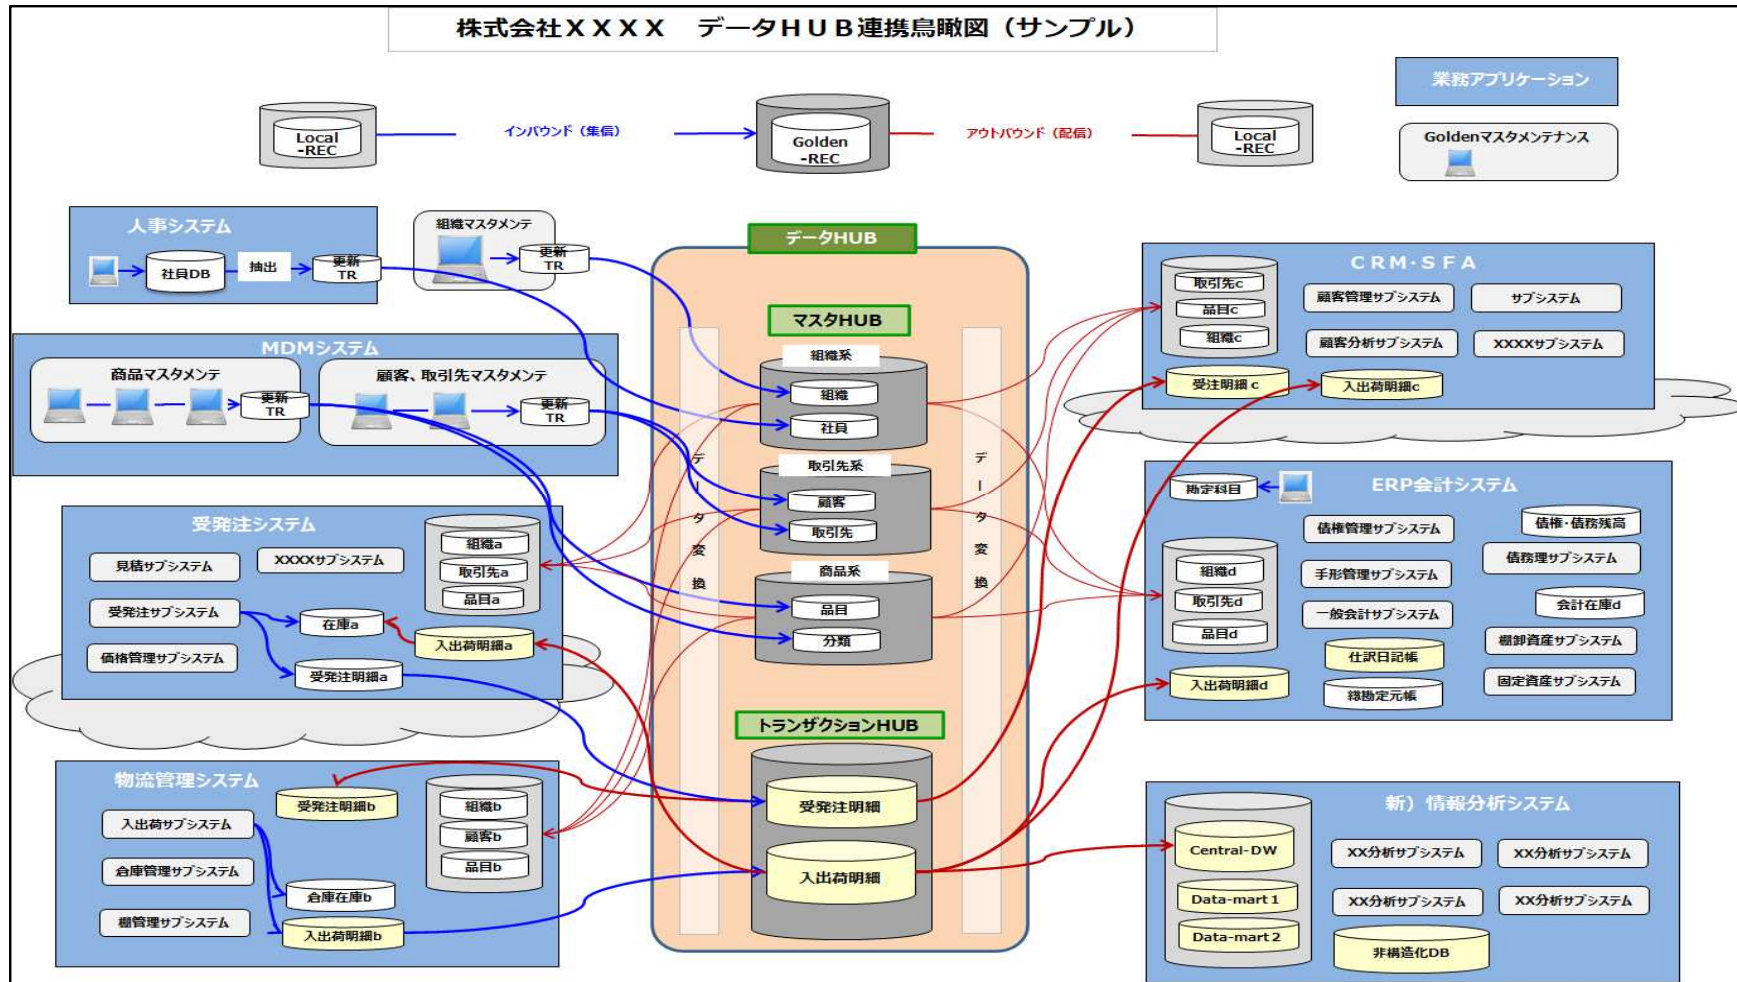 株式会社ＸＸＸＸ　データＨＵＢ連携鳥瞰図（サンプル）
業務アプリケーション
Goldenマスタメンテナンス
Local
-REC
インバウンド（集信）
Golden
-REC
アウトバウンド（配信）
Local
-REC
人事システム
社員DB
抽出
更新
TR
組織マスタメンテ
更新
TR
MDMシステム
商品マスタメンテ
更新
TR
顧客、取引先マスタメンテ
更新
TR
受発注システム
見積サブシステム
XXXXサブシステム
受発注サブシステム
価格管理サブシステム
在庫a
受発注明細a
組織a
取引先a
品目a
入出荷明細a
物流管理システム
受発注明細b
入出荷サブシステム
倉庫管理サブシステム
棚管理サブシステム
倉庫在庫b
入出荷明細b
組織b
顧客b
品目b
データHUB
マスタHUB
データ変換
組織系
組織
社員
取引先系
顧客
取引先
商品系
品目
分類
データ変換
トランザクションHUB
受発注明細
入出荷明細
ＣＲＭ・ＳＦＡ
取引先c
品目c
組織c
顧客管理サブシステム
サブシステム
顧客分析サブシステム
XXXXサブシステム
受注明細ｃ
入出荷明細c
ERP会計システム
勘定科目
組織d
取引先d
品目d
入出荷明細d
債権管理サブシステム
手形管理サブシステム
一般会計サブシステム
仕訳日記帳
総勘定元帳
債権・債務残高
債務理サブシステム
会計在庫d
棚卸資産サブシステム
固定資産サブシステム
新）情報分析システム
Central-DW
Data-mart1
Data-mart2
XX分析サブシステム
XX分析サブシステム
XX分析サブシステム
XX分析サブシステム
非構造化DB